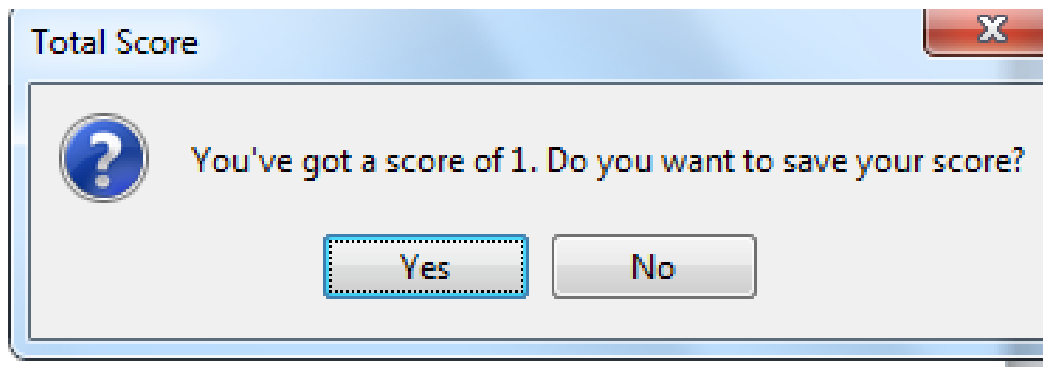 Total Score
You've got a score of 1. Do you want to save your score?
Yes
No